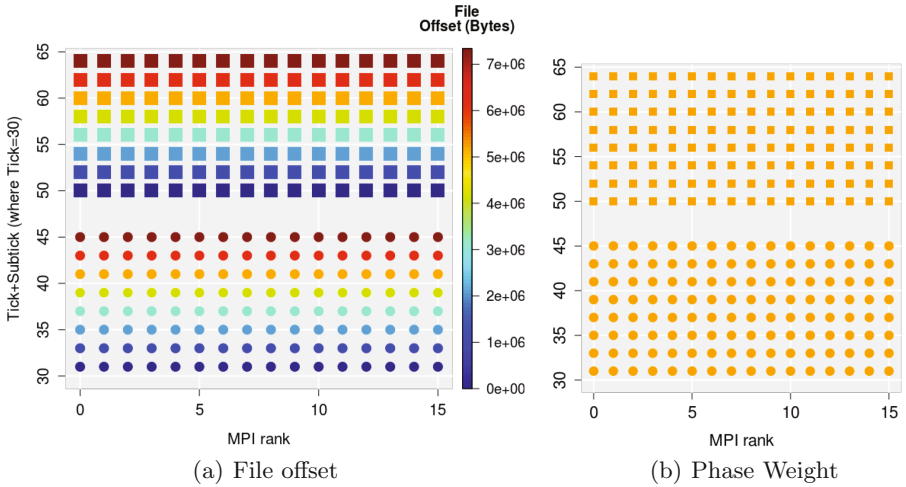 File
Offset (Bytes)
65
60
55
50
45
40
35
30
Tick+Subtick (where Tick=30)
0 5 10 15
MPI rank
7e+06
6e+06
5e+06
4e+06
3e+06
2e+06
1e+06
0e+00
(a) File offset
65
60
55
50
45
40
35
30
0 5 10 15
MPI rank
(b) Phase Weight